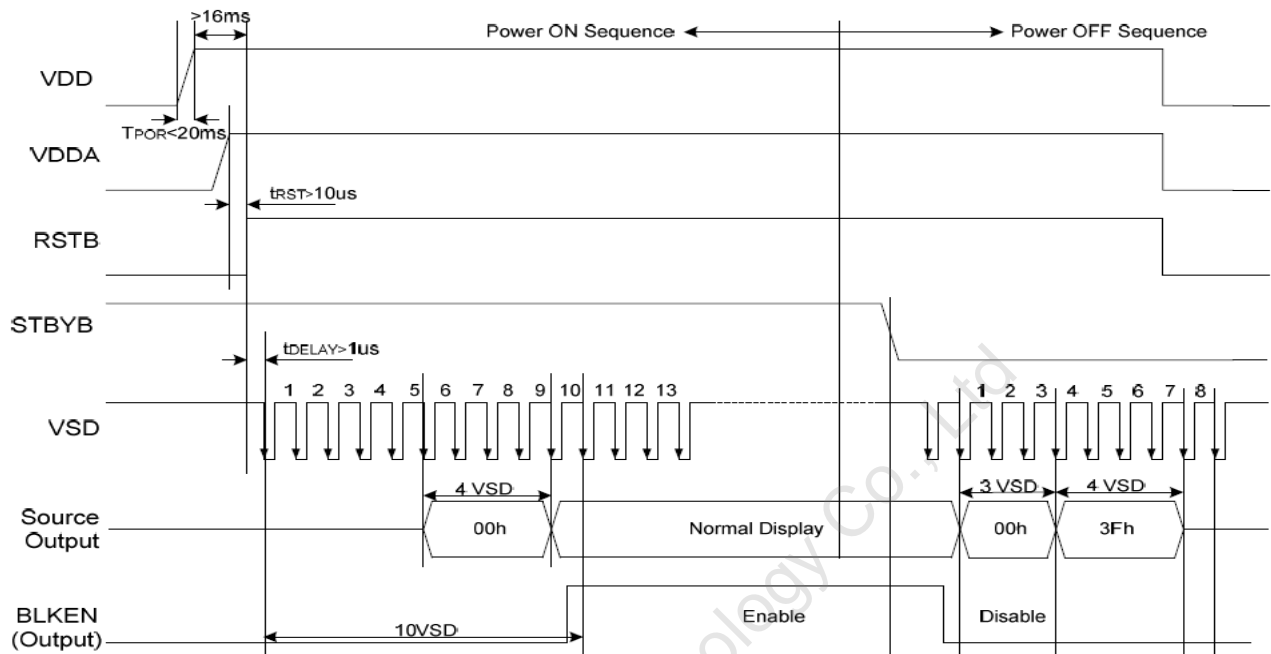 >16ms
Power ON Sequence
Power OFF Sequence
VDD
TPOR<20ms
VDDA
tRST>10us
RSTB
STBYB
tDELAY>1us
1 2 3 4 5 6 7 8 9 10 11 12 13 1 2 3 4 5 6 7 8
VSD
4 VSD 3 VSD 4 VSD
Source
Output
00h Normal Display 00h 3Fh
BLKEN
(Output)
Enable Disable
10VSD
ology Co., Ltd